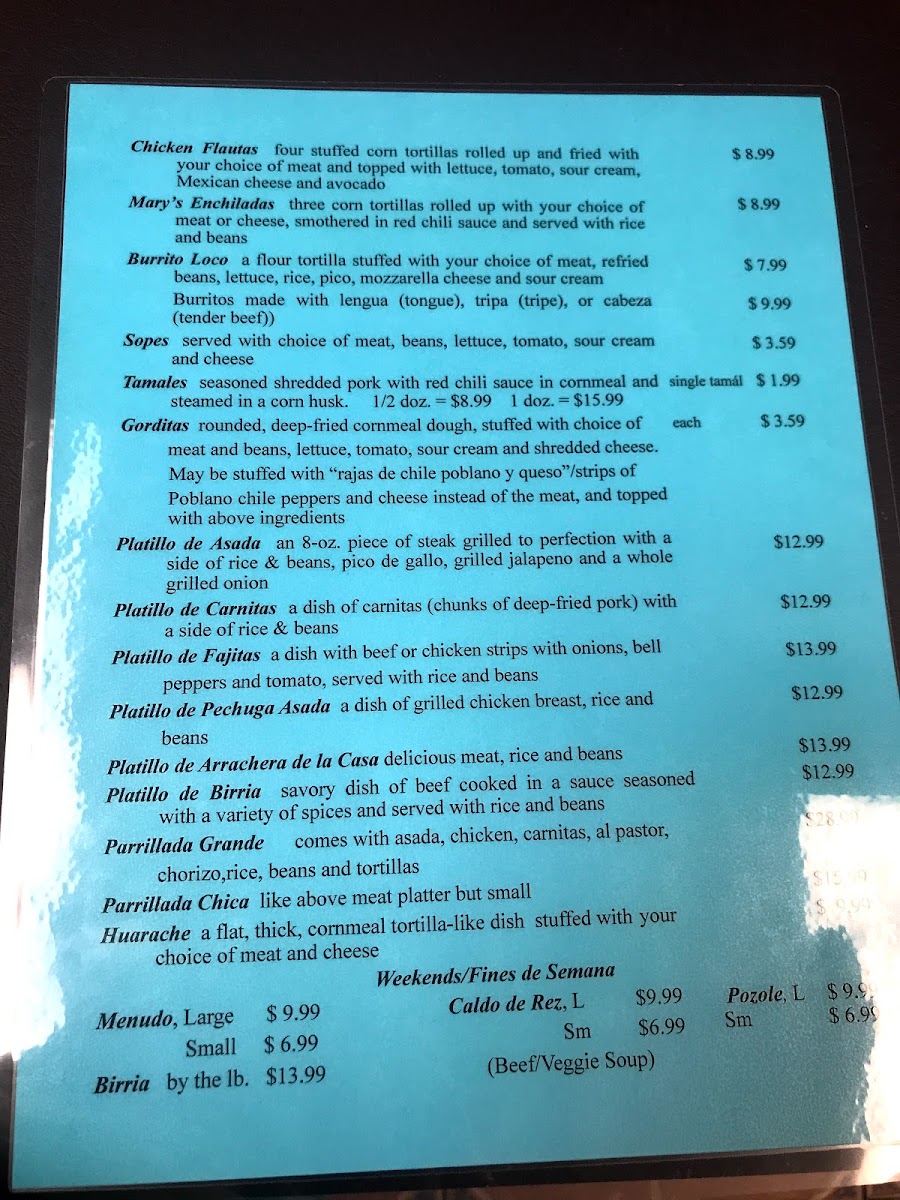 Chicken Flautas four stuffed corn tortillas rolled up and fried with $ 8.99
your choice of meat and topped with lettuce, tomato, sour cream,
Mexican cheese and avocado
Mary's Enchiladas three corn tortillas rolled up with your choice of $ 8.99
meat or cheese, smothered in red chili sauce and served with rice
and beans
Burrito Loco a flour tortilla stuffed with your choice of meat, refried $ 7.99
beans, lettuce, rice, pico, mozzarella cheese and sour cream
Burritos made with lengua (tongue), tripa (tripe), or cabeza $ 9.99
(tender beef))
Sopes served with choice of meat, beans, lettuce, tomato, sour cream $ 3.59
and cheese
Tamales seasoned shredded pork with red chili sauce in cornmeal and single tamál $ 1.99
steamed in a corn husk. 1/2 doz. = $8.99 1 doz. = $15.99
Gorditas rounded, deep-fried cornmeal dough, stuffed with choice of each $ 3.59
meat and beans, lettuce, tomato, sour cream and shredded cheese.
May be stuffed with "rajas de chile poblano y queso"/strips of
Poblano chile peppers and cheese instead of the meat, and topped
with above ingredients
Platillo de Asada an 8-oz. piece of steak grilled to perfection with a $12.99
side of rice & beans, pico de gallo, grilled jalapeno and a whole
grilled onion
Platillo de Carnitas a dish of carnitas (chunks of deep-fried pork) with $12.99
a side of rice & beans
Platillo de Fajitas a dish with beef or chicken strips with onions, bell $13.99
peppers and tomato, served with rice and beans
Platillo de Pechuga Asada a dish of grilled chicken breast, rice and $12.99
beans
Platillo de Arrachera de la Casa delicious meat, rice and beans $13.99
Platillo de Birria savory dish of beef cooked in a sauce seasoned $12.99
with a variety of spices and served with rice and beans
Parrillada Grande comes with asada, chicken, carnitas, al pastor,
chorizo,rice, beans and tortillas
Parrillada Chica like above meat platter but small
Huarache a flat, thick, cornmeal tortilla-like dish stuffed with your $ 9.99
choice of meat and cheese
Weekends/Fines de Semana
Menudo, Large $ 9.99 Caldo de Rez, L $9.99 Pozole, L $ 9.99
Small $ 6.99 Sm $6.99 Sm $ 6.99
Birria by the lb. $13.99 (Beef/Veggie Soup)